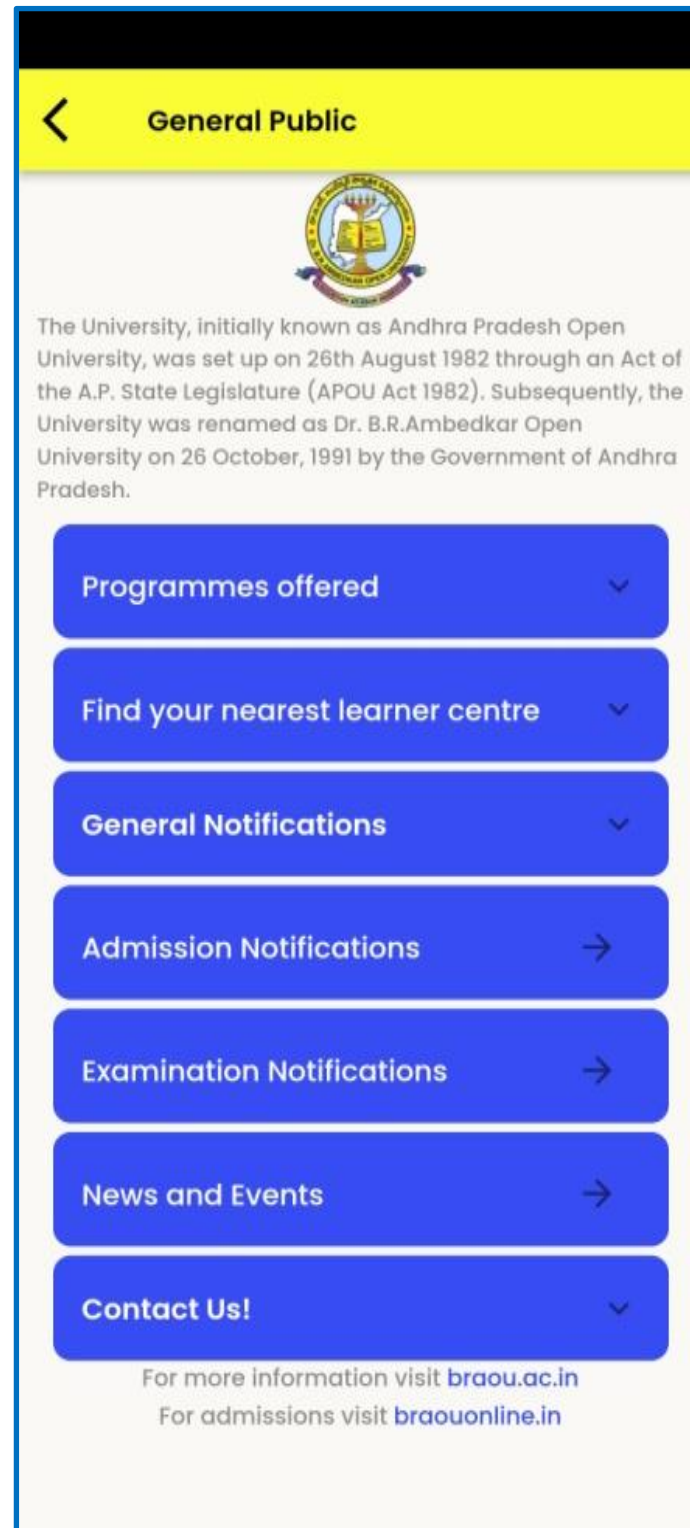 General Public
The University, initially known as Andhra Pradesh Open
University, was set up on 26th August 1982 through an Act of
the A.P. State Legislature (APOU Act 1982). Subsequently, the
University was renamed as Dr. B.R.Ambedkar Open
University on 26 October, 1991 by the Government of Andhra
Pradesh.
Programmes offered
Find your nearest learner centre
General Notifications
Admission Notifications
Examination Notifications
News and Events
Contact Us!
For more information visit braou.ac.in
For admissions visit braouonline.in